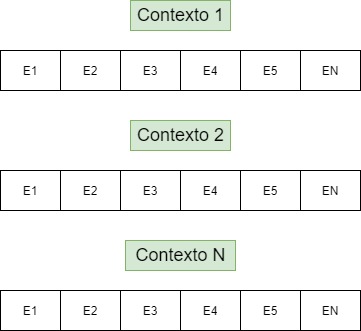 Contexto 1
E1 E2 E3 E4 E5 EN
Contexto 2
E1 E2 E3 E4 E5 EN
Contexto N
E1 E2 E3 E4 E5 EN